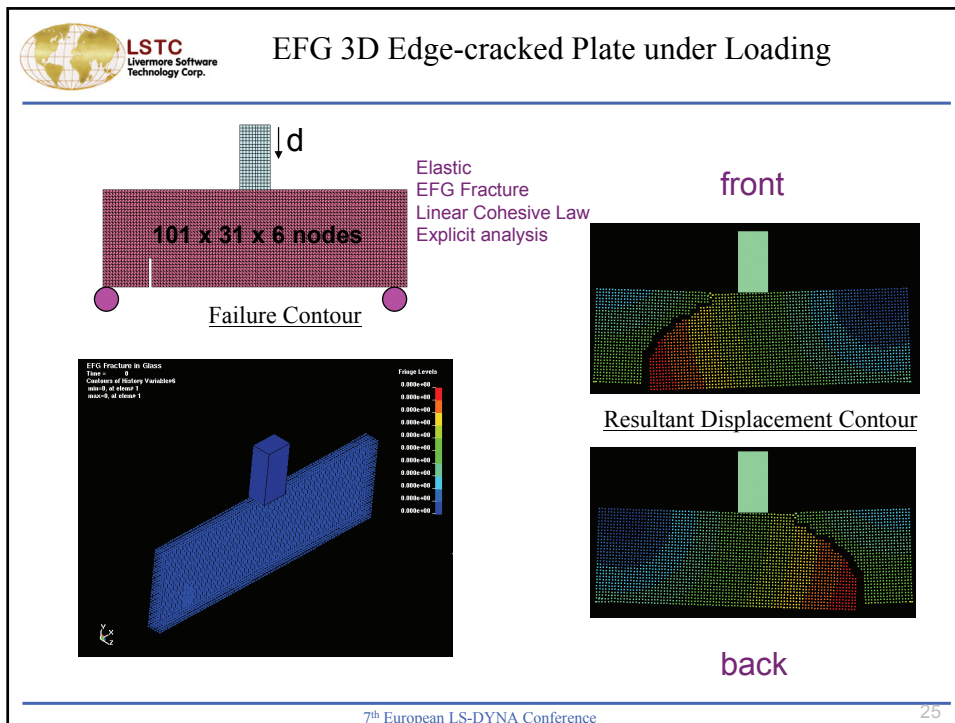 LSTC
Livermore Software
Technology Corp.
EFG 3D Edge-cracked Plate under Loading
d
Elastic
EFG Fracture
Linear Cohesive Law
Explicit analysis
101 x 31 x 6 nodes
Failure Contour
EFG Fracture in Glass
Time = 0
Contours of History Variable#6
min=0, at elem# 1
max=0, at elem# 1
Fringe Levels
0.000e+00
0.000e+00
0.000e+00
0.000e+00
0.000e+00
0.000e+00
0.000e+00
0.000e+00
0.000e+00
0.000e+00
0.000e+00
Y
X
Z
front
Resultant Displacement Contour
back
7th European LS-DYNA Conference
25